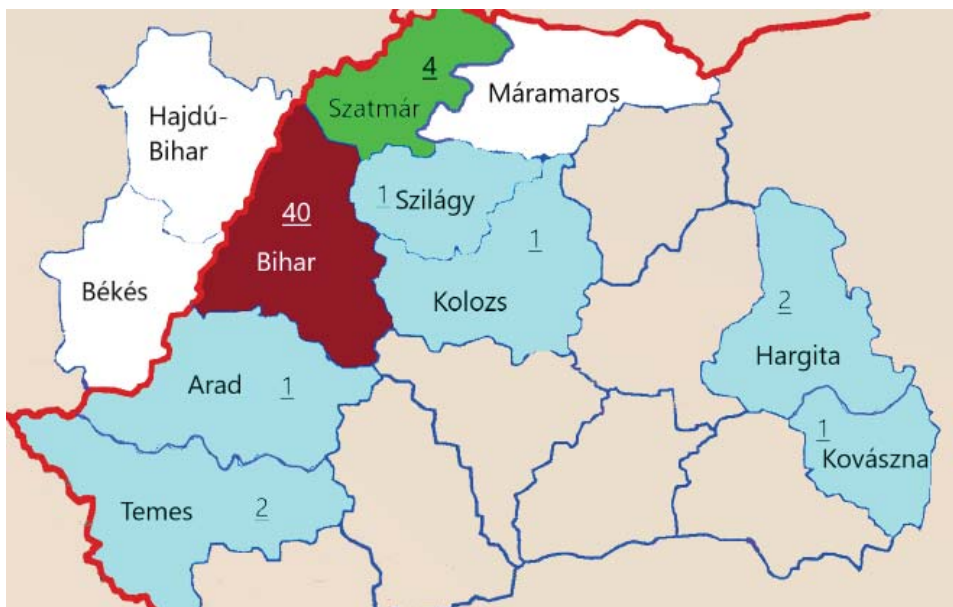 4
Szatmár
Máramaros
Hajdú-
Bihar
1 Szilágy
40
Bihar
1
Kolozs
Békés
2
Hargita
Arad 1
1
Kovászna
Temes 2